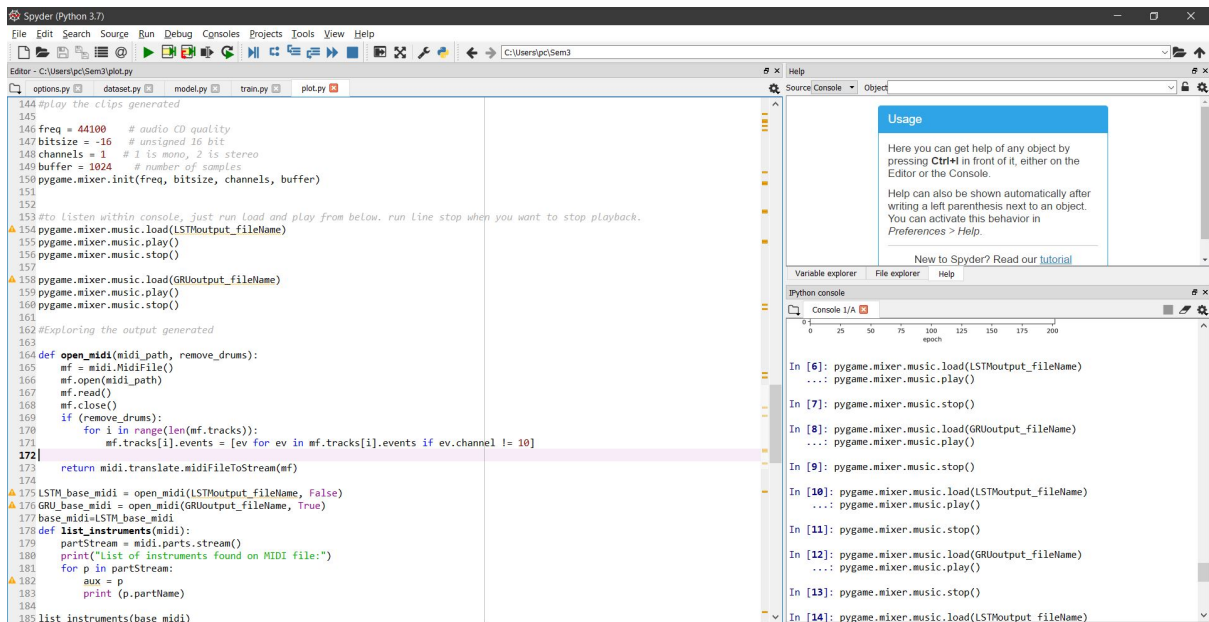 Spyder (Python 3.7)
File Edit Search Source Run Debug Consoles Projects Tools View Help
C:\Users\pc\Sem3
Editor - C:\Users\pc\Sem3\plot.py
options.py dataset.py model.py train.py plot.py
144 #play the clips generated
145
146 freq = 44100    # audio CD quality
147 bitsize = -16   # unsigned 16 bit
148 channels = 1   # 1 is mono, 2 is stereo
149 buffer = 1024    # number of samples
150 pygame.mixer.init(freq, bitsize, channels, buffer)
151
152
153 #to listen within console, just run load and play from below. run line stop when you want to stop playback.
154 pygame.mixer.music.load(LSTMoutput_fileName)
155 pygame.mixer.music.play()
156 pygame.mixer.music.stop()
157
158 pygame.mixer.music.load(GRUoutput_fileName)
159 pygame.mixer.music.play()
160 pygame.mixer.music.stop()
161
162 #Exploring the output generated
163
164 def open_midi(midi_path, remove_drums):
165     mf = midi.MidiFile()
166     mf.open(midi_path)
167     mf.read()
168     mf.close()
169     if (remove_drums):
170         for i in range(len(mf.tracks)):
171             mf.tracks[i].events = [ev for ev in mf.tracks[i].events if ev.channel != 10]
172
173     return midi.translate.midiFileToStream(mf)
174
175 LSTM_base_midi = open_midi(LSTMoutput_fileName, False)
176 GRU_base_midi = open_midi(GRUoutput_fileName, True)
177 base_midi=LSTM_base_midi
178 def list_instruments(midi):
179     partStream = midi.parts.stream()
180     print("List of instruments found on MIDI file:")
181     for p in partStream:
182         aux = p
183         print (p.partName)
184
185 list_instruments(base_midi)
Help
Source Console Object
Usage
Here you can get help of any object by
pressing Ctrl+I in front of it, either on the
Editor or the Console.
Help can also be shown automatically after
writing a left parenthesis next to an object.
You can activate this behavior in
Preferences > Help.
New to Spyder? Read our tutorial
Variable explorer File explorer Help
IPython console
Console 1/A
0
0 25 50 75 100 125 150 175 200
epoch
In [6]: pygame.mixer.music.load(LSTMoutput_fileName)
   ...: pygame.mixer.music.play()
In [7]: pygame.mixer.music.stop()
In [8]: pygame.mixer.music.load(GRUoutput_fileName)
   ...: pygame.mixer.music.play()
In [9]: pygame.mixer.music.stop()
In [10]: pygame.mixer.music.load(LSTMoutput_fileName)
    ...: pygame.mixer.music.play()
In [11]: pygame.mixer.music.stop()
In [12]: pygame.mixer.music.load(GRUoutput_fileName)
    ...: pygame.mixer.music.play()
In [13]: pygame.mixer.music.stop()
In [14]: pygame.mixer.music.load(LSTMoutput_fileName)